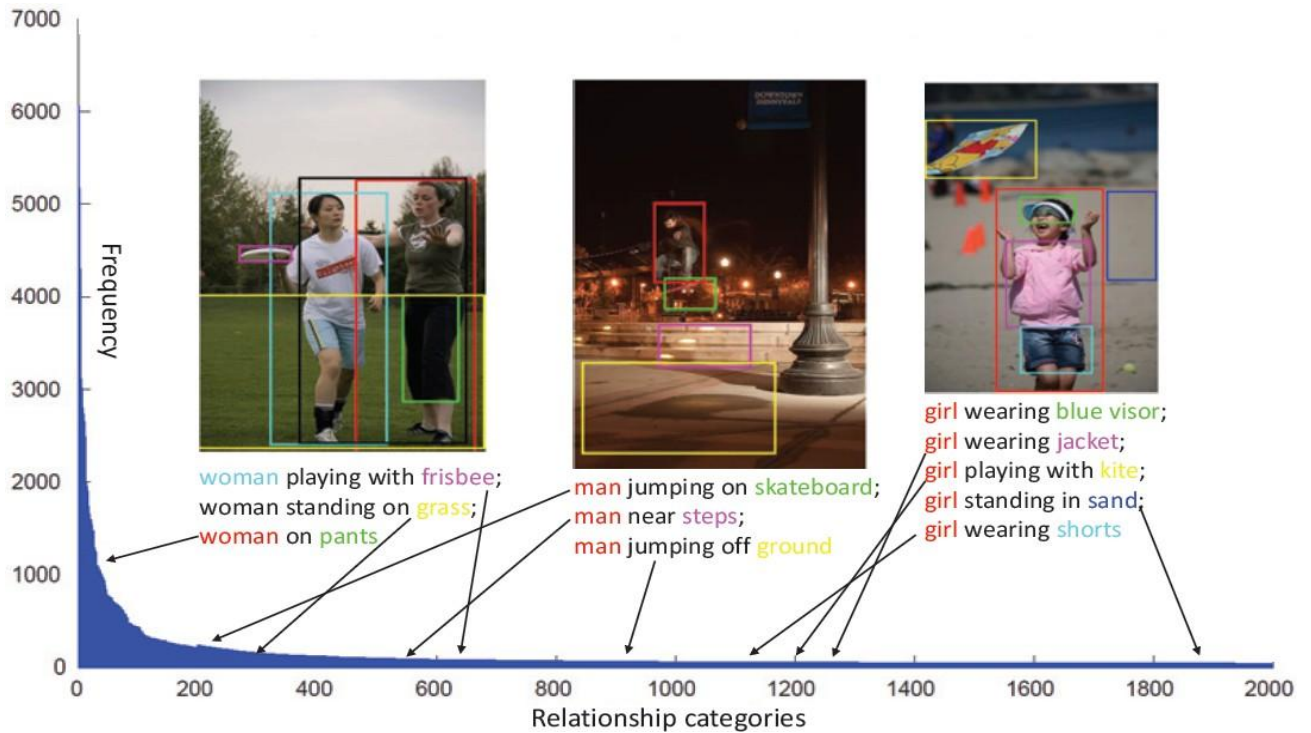 7000
6000
5000
4000
3000
2000
1000
0
Frequency
woman playing with frisbee;
woman standing on grass;
woman on pants
DOWNTOWN
man jumping on skateboard;
man near steps;
man jumping off ground
girl wearing blue visor;
girl wearing jacket;
girl playing with kite;
girl standing in sand;
girl wearing shorts
0 200 400 600 800 1000 1200 1400 1600 1800 2000
Relationship categories